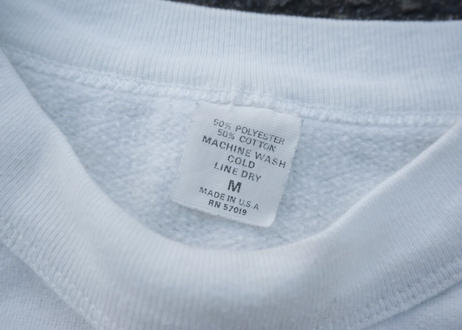 50% POLYESTER
50% COTTON
MACHINE WASH
COLD
LINE DRY
M
MADE IN U.S.A
RN 57019